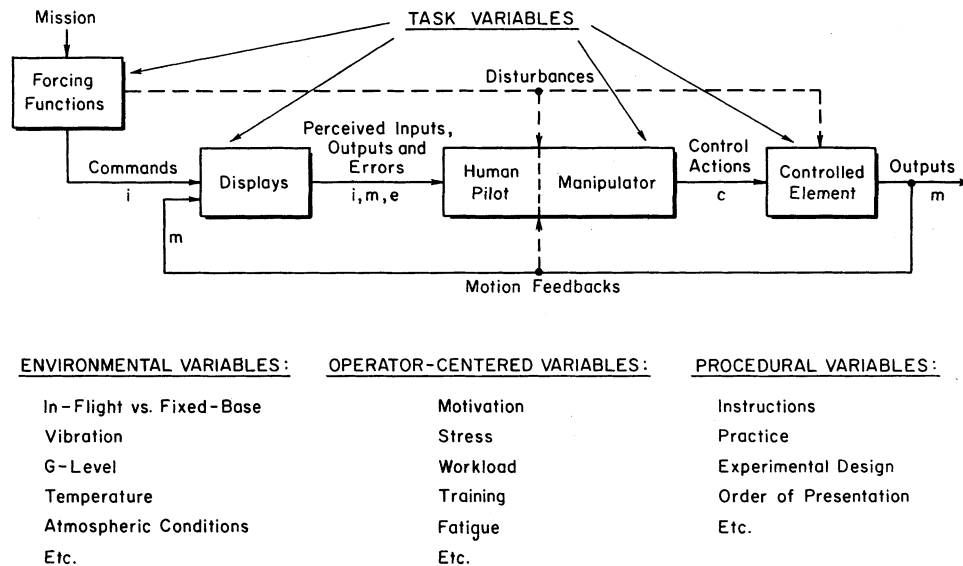 Mission
TASK VARIABLES
Forcing
Functions
Disturbances
Commands
i
Displays
Perceived Inputs,
Outputs and
Errors
i, m, e
Human
Pilot
Manipulator
Control
Actions
c
Controlled
Element
Outputs
m
m
Motion Feedbacks
ENVIRONMENTAL VARIABLES:
In-Flight vs. Fixed-Base
Vibration
G-Level
Temperature
Atmospheric Conditions
Etc.
OPERATOR-CENTERED VARIABLES:
Motivation
Stress
Workload
Training
Fatigue
Etc.
PROCEDURAL VARIABLES:
Instructions
Practice
Experimental Design
Order of Presentation
Etc.